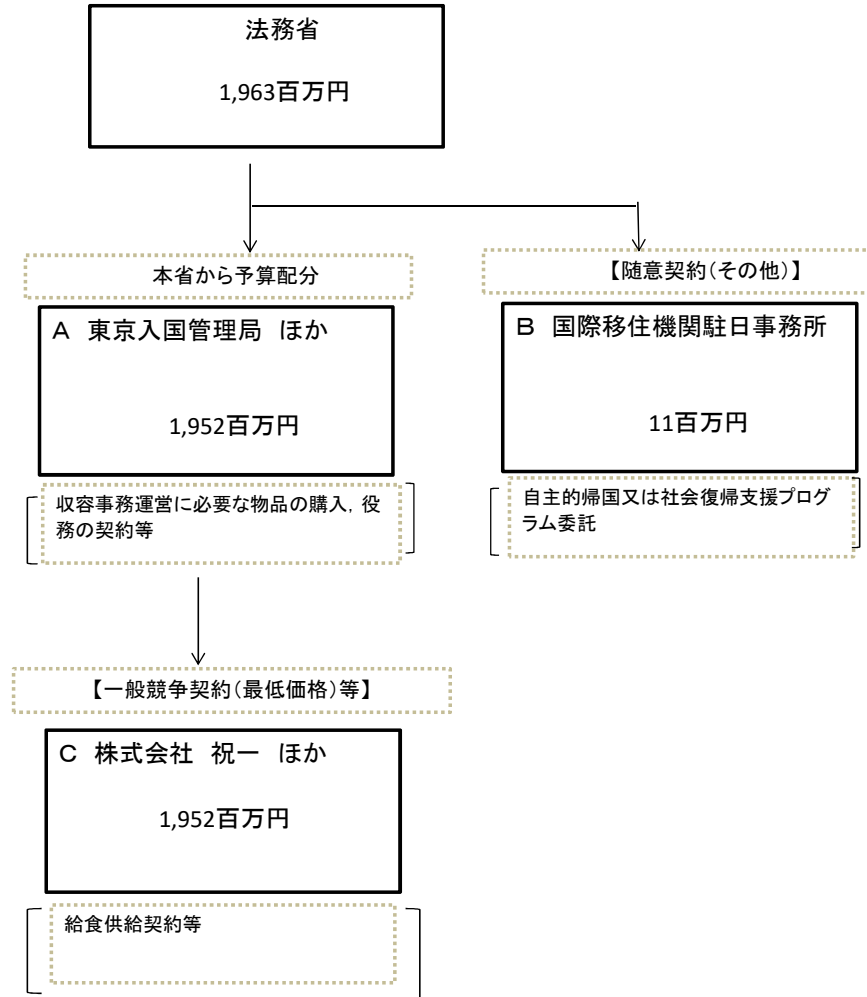 法務省
1,963百万円
本省から予算配分
【随意契約(その他)】
A 東京入国管理局 ほか
1,952百万円
B 国際移住機関駐日事務所
11百万円
収容事務運営に必要な物品の購入，役
務の契約等
自主的帰国又は社会復帰支援プログ
ラム委託
【一般競争契約(最低価格)等】
C 株式会社 祝一 ほか
1,952百万円
給食供給契約等